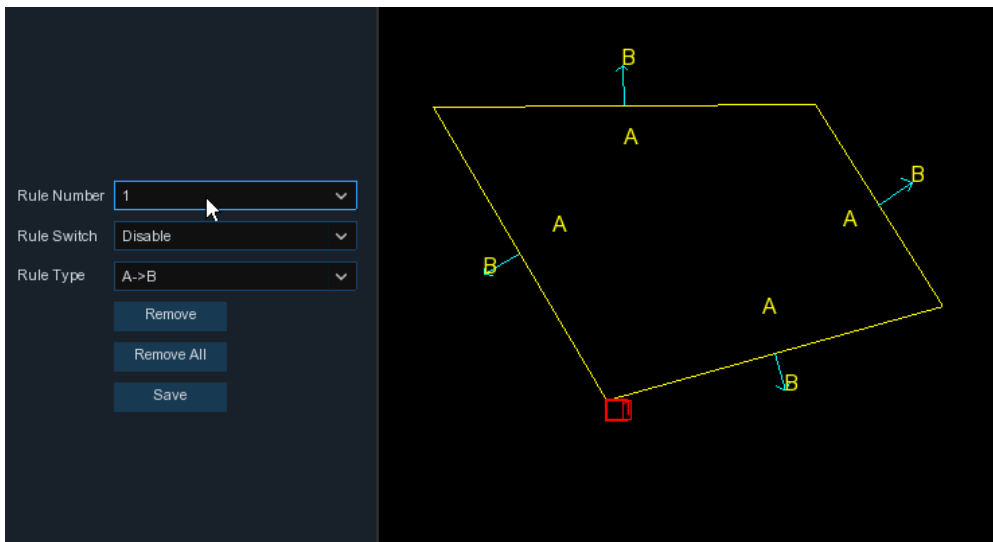 Rule Number 1
Rule Switch Disable
Rule Type A->B
Remove
Remove All
Save
B
A
B
A
A
B
A
B